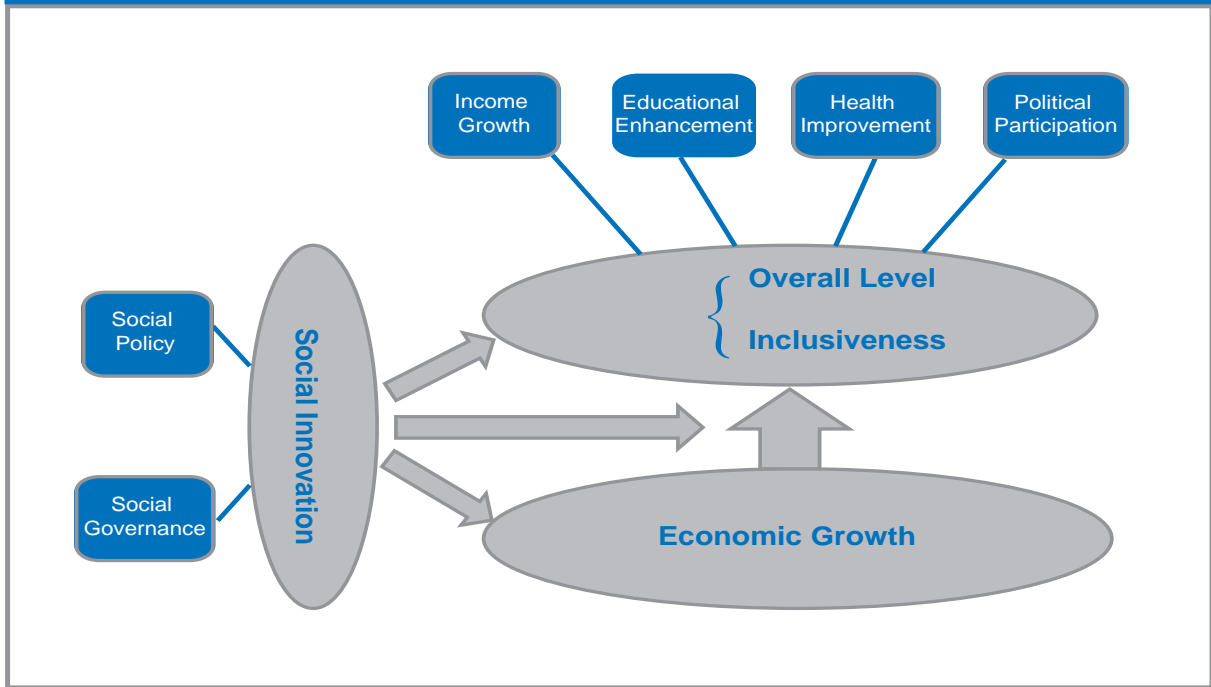 Income
Growth
Educational
Enhancement
Health
Improvement
Political
Participation
Overall Level
Inclusiveness
Social
Policy
Social Innovation
Social
Governance
Economic Growth